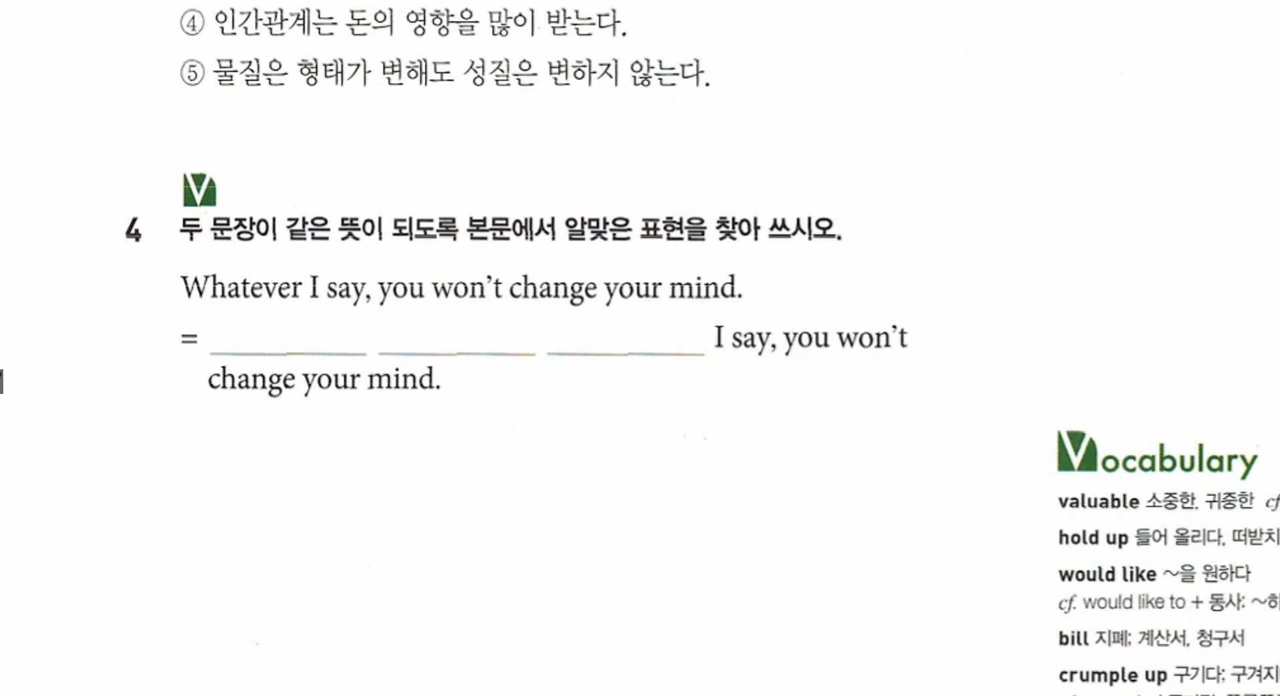 ④ 인간관계는 돈의 영향을 많이 받는다.
⑤ 물질은 형태가 변해도 성질은 변하지 않는다.
V
4 두 문장이 같은 뜻이 되도록 본문에서 알맞은 표현을 찾아 쓰시오.
Whatever I say, you won't change your mind.
= I say, you won't
change your mind.
Vocabulary
valuable 소중한, 귀중한 cf
hold up 들어 올리다, 떠받치
would like ~을 원하다
cf. would like to + 동사: ~하
bill 지폐; 계산서, 청구서
crumple up 구기다; 구겨지